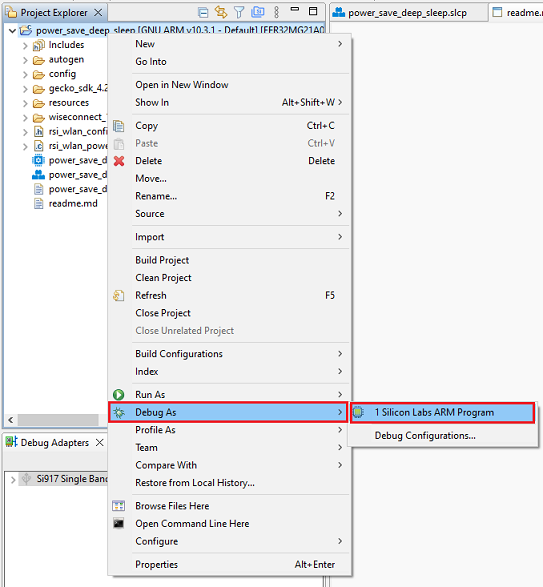 Project Explorer
power_save_deep_sleep.slcp
readme.
power_save_deep_sleep [GNU ARM v10.3.1 - Default] [EFR32MG21A0
Includes
autogen
config
gecko_sdk_4.2
resources
wiseconnect_
rsi_wlan_confi
rsi_wlan_powe
power_save_d
power_save_d
power_save_d
readme.md
New
Go Into
Open in New Window
Show In Alt+Shift+W
Copy Ctrl+C
Paste Ctrl+V
Delete Delete
Move...
Rename... F2
Source
Import
Build Project
Clean Project
Refresh F5
Close Project
Close Unrelated Project
Build Configurations
Index
Run As
Debug As
1 Silicon Labs ARM Program
Profile As
Debug Configurations...
Team
Compare With
Restore from Local History...
Browse Files Here
Open Command Line Here
Configure
Properties Alt+Enter
Debug Adapters
Si917 Single Band